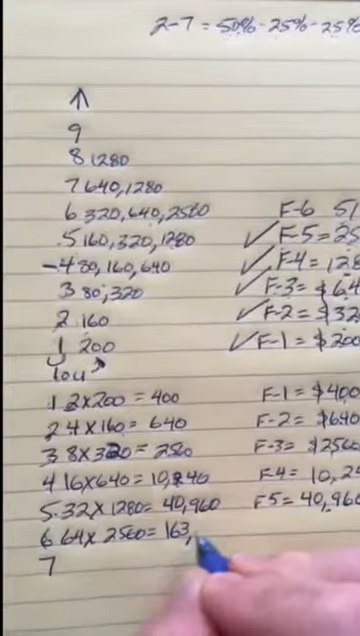 2-7 = 50% - 25% - 25%
↑
9
8 1280
7 640,1280
6 320,640,2560
F-6 51
.5 160,320,1280
✓ F-5 = 25
-4 80,160,640
✓ F-4 = 128
3 80,320
✓ F-3 = $64
2 160
✓ F-2 = $32
1 200
✓ F-1 = $200
You
1 2x200 = 400
F-1 = $400
2 4x160 = 640
F-2 = $640
3 8x320 = 2560
F-3 = $2560
4 16x640 = 10,240
F-4 = 10,24
5. 32x1280 = 40,960
F5 = 40,960
6 64x2560 = 163,
7